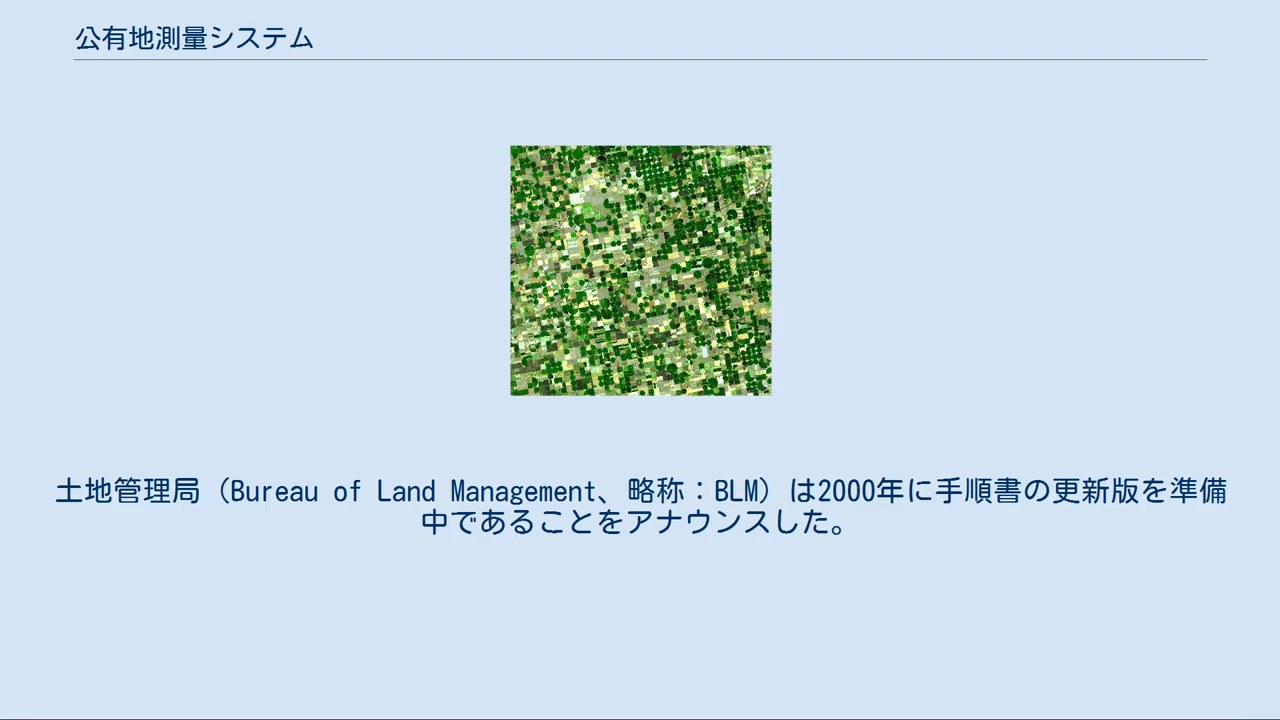 公有地測量システム
土地管理局（Bureau of Land Management、略称：BLM）は2000年に手順書の更新版を準備
中であることをアナウンスした。